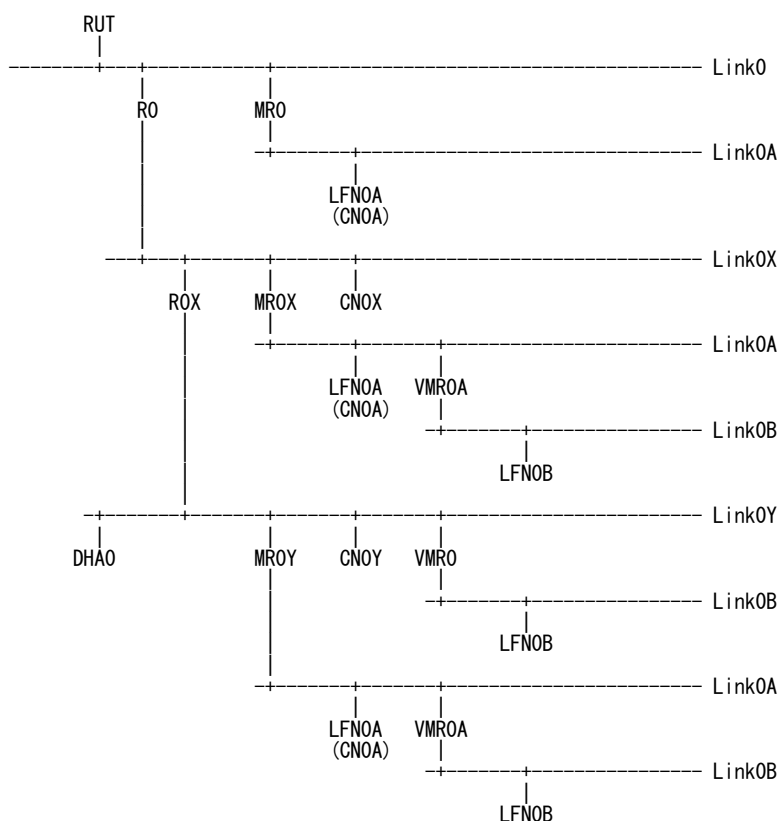 RUT
Link0
R0 MR0
Link0A
LFN0A
(CN0A)
Link0X
R0X MR0X CN0X
Link0A
LFN0A VMR0A
(CN0A)
Link0B
LFN0B
Link0Y
DHA0 MR0Y CN0Y VMR0
Link0B
LFN0B
Link0A
LFN0A VMR0A
(CN0A)
Link0B
LFN0B